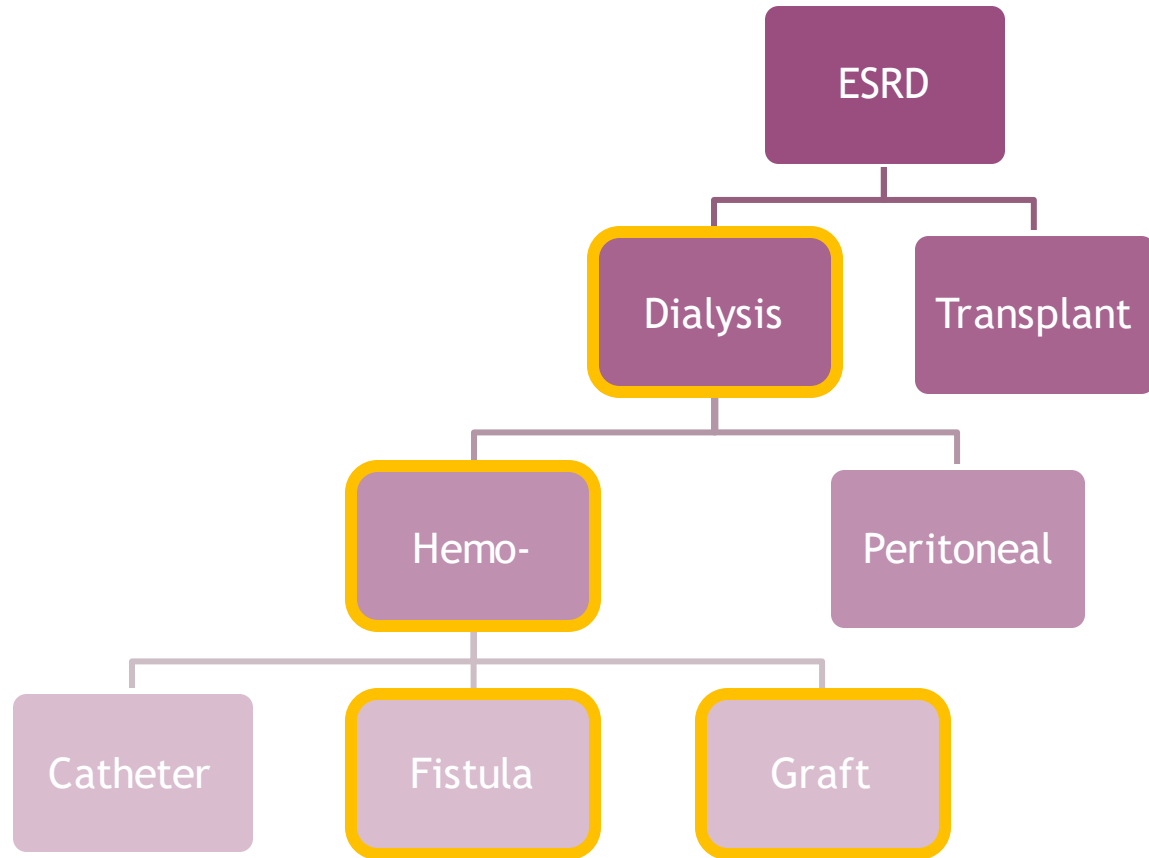 ESRD
Dialysis
Transplant
Hemo-
Peritoneal
Catheter
Fistula
Graft